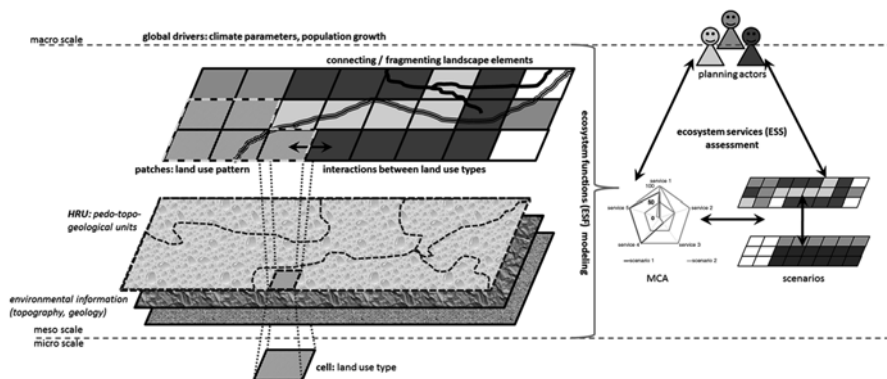 global drivers: climate parameters, population growth
macro scale
connecting / fragmenting landscape elements
planning actors
ecosystem services (ESS)
assessment
patches: land use pattern
interactions between land use types
ecosystem functions (ESF) modeling
HRU: pedo-topo-
geological units
service 1
100
50
0
service 5
service 2
service 4
service 3
scenario 1
scenario 2
MCA
scenarios
environmental information
(topography, geology)
meso scale
micro scale
cell: land use type